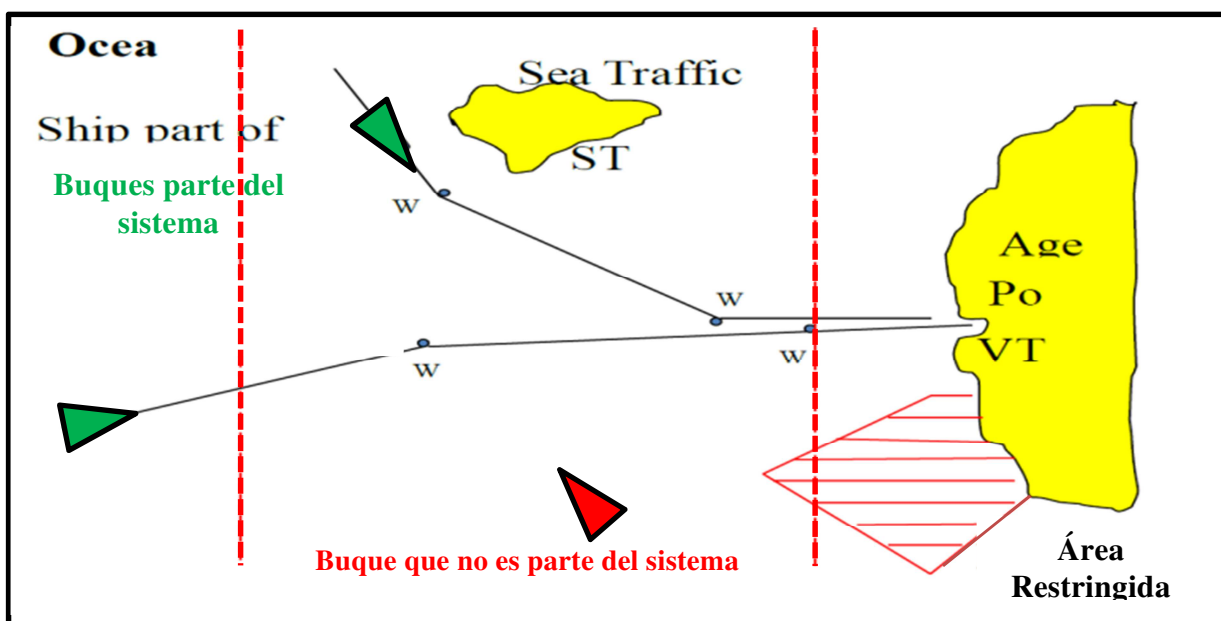 Ocea
Sea Traffic
Ship part of
ST
Buques parte del
sistema
W
Age
W
Po
W
W
VT
Buque que no es parte del sistema
Área
Restringida